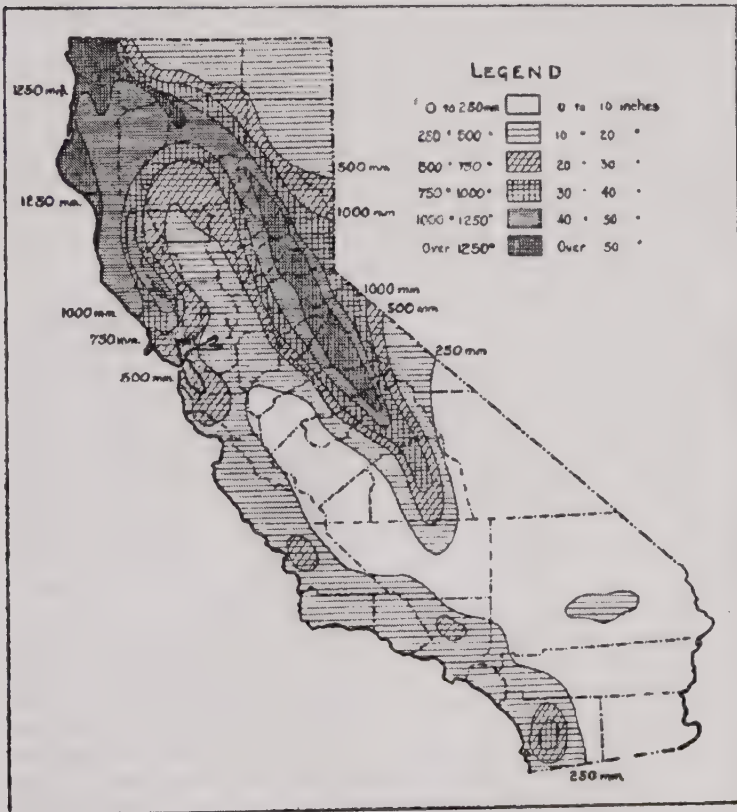 LEGEND
0 to 250mm 0 to 10 inches
250 " 500 " 10 " 20 "
500 " 750 " 20 " 30 "
750 " 1000 " 30 " 40 "
1000 " 1250 " 40 " 50 "
Over 1250 " Over 50 "
1250 mm.
500 mm
1250 mm.
1000 mm
1000 mm
1000 mm.
500 mm
750 mm.
250 mm
500 mm.
250 mm.